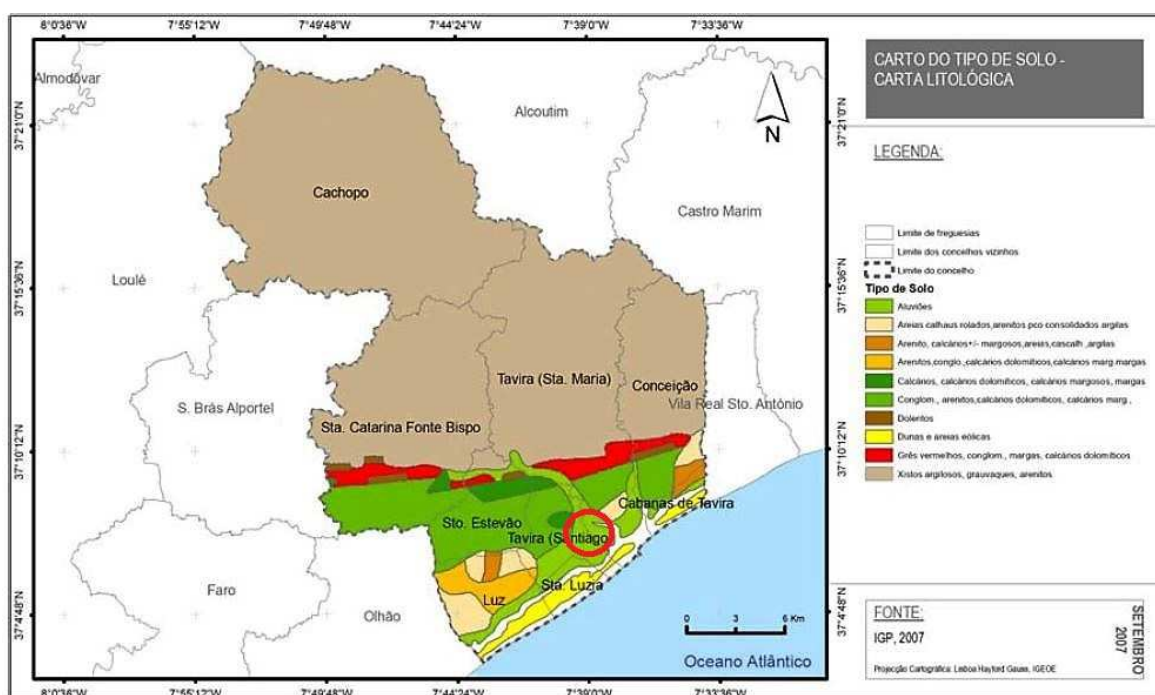 8°0'36"W 7°55'12"W 7°49'48"W 7°44'24"W 7°39'0"W 7°33'36"W
37°21'0"N
37°15'36"N
37°10'12"N
37°4'48"N
Almodôvar
Alcoutim
N
Cachopo
Castro Marim
Loulé
Tavira (Sta. Maria)
Conceição
S. Brás Alportel
Vila Real Sto. António
Sta. Catarina Fonte Bispo
Cabanas de Tavira
Sto. Estevão
Tavira (Santiago
Sta. Luzia
Faro
Luz
Olhão
0 3 6 Km
Oceano Atlântico
37°21'0"N
37°15'36"N
37°10'12"N
37°4'48"N
8°0'36"W 7°55'12"W 7°49'48"W 7°44'24"W 7°39'0"W 7°33'36"W
CARTO DO TIPO DE SOLO -
CARTA LITOLÓGICA
LEGENDA:
Limite de freguesias
Limite dos concelhos vizinhos
Limite do concelho
Tipo de Solo
Aluviões
Areias calhaus rolados,arenitos pco consolidados argilas
Arenito, calcários+/- margosos,areias,cascalh ,argilas
Arenitos,conglo.,calcários dolomíticos,calcários marg.margas
Calcários, calcários dolomíticos, calcários margosos, margas
Conglom., arenitos,calcários dolomíticos, calcários marg.,
Doleritos
Dunas e areias eólicas
Grês vermelhos, conglom., margas, calcários dolomíticos
Xistos argilosos, grauvaques, arenitos
FONTE:
IGP, 2007
Projecção Cartográfica: Lisboa Hayford Gauss, IGEOE
SETEMBRO
2007